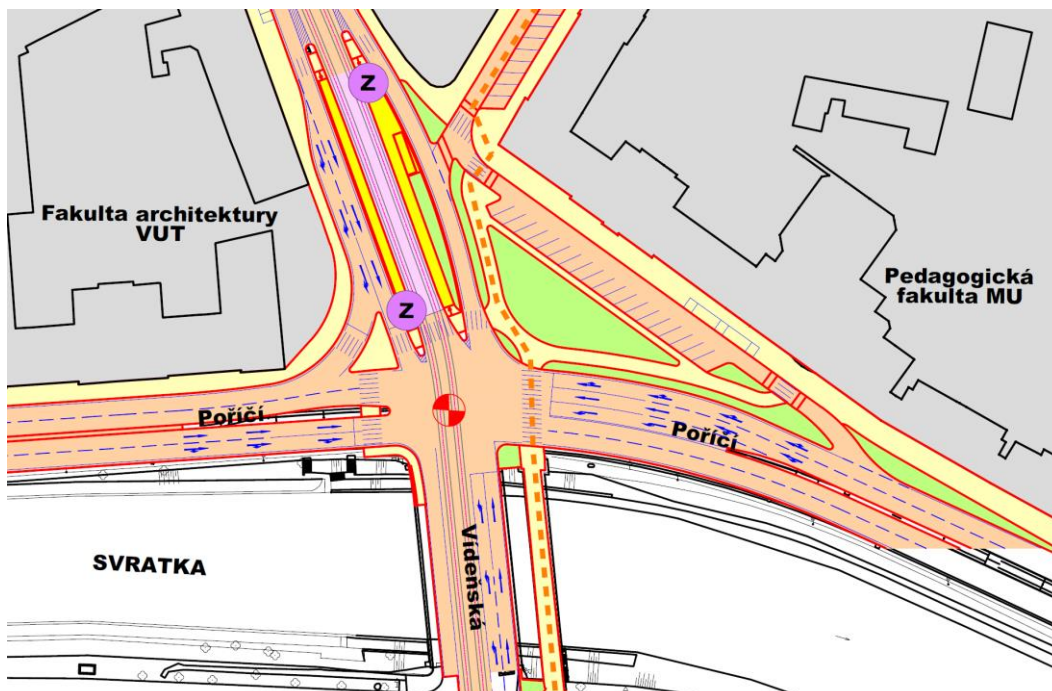 Z
Fakulta architektury
VUT
Pedagogická
fakulta MU
Z
Poříčí
Poříčí
Vídeňská
SVRATKA